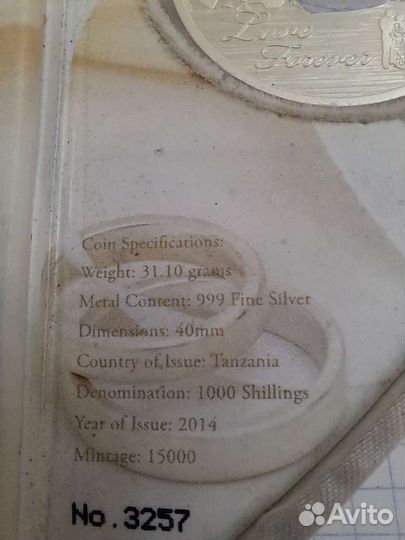 Love
Forever
Coin Specifications:
Weight: 31.10 grams
Metal Content: 999 Fine Silver
Dimensions: 40mm
Country of Issue: Tanzania
Denomination: 1000 Shillings
Year of Issue: 2014
Mintage: 15000
No.3257
Avito